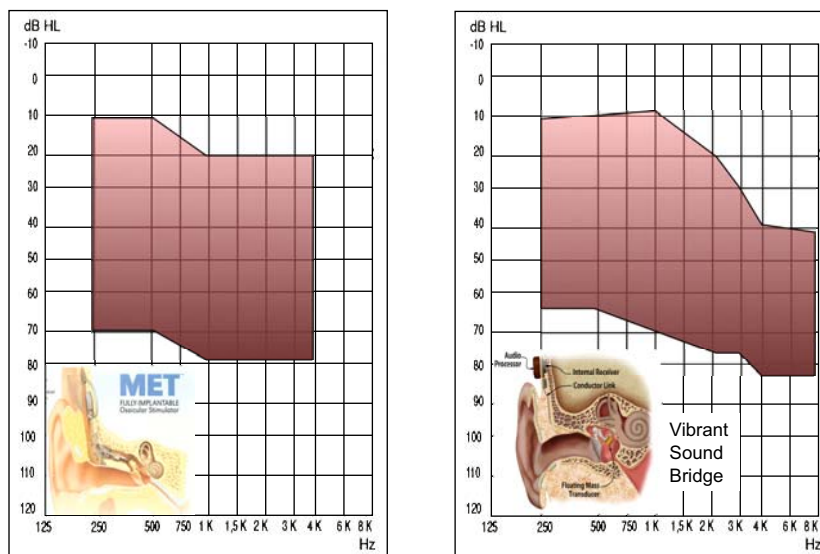 dB HL
-10
0
10
20
30
40
50
60
70
80
90
100
110
120
125 250 500 750 1 K 1,5 K 2 K 3 K 4 K 6 K 8 K
Hz
MET
FULLY-IMPLANTABLE
Ossicular Stimulator
dB HL
-10
0
10
20
30
40
50
60
70
80
90
100
110
120
125 250 500 750 1 K 1,5 K 2 K 3 K 4 K 6 K 8 K
Hz
Audio
Processor
Internal Receiver
Conductor Link
Floating Mass
Transducer
Vibrant
Sound
Bridge